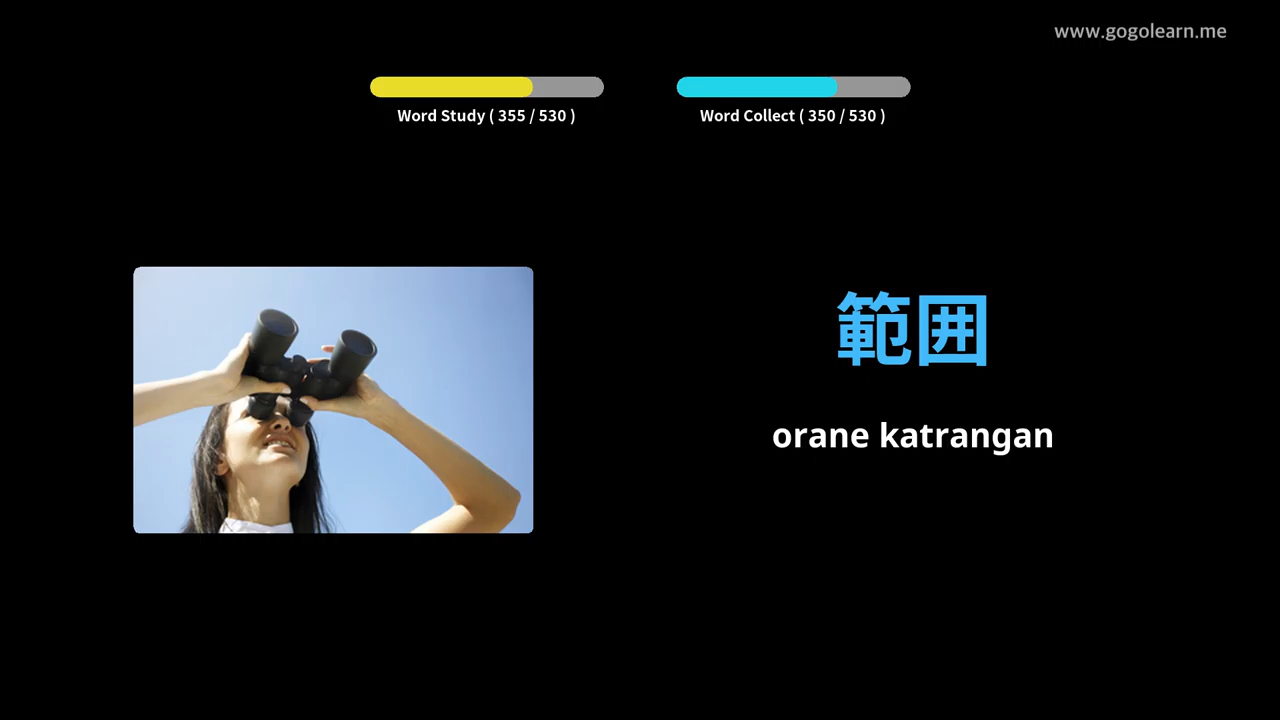 www.gogolearn.me
Word Study ( 355 / 530 )
Word Collect ( 350 / 530 )
範囲
orane katrangan